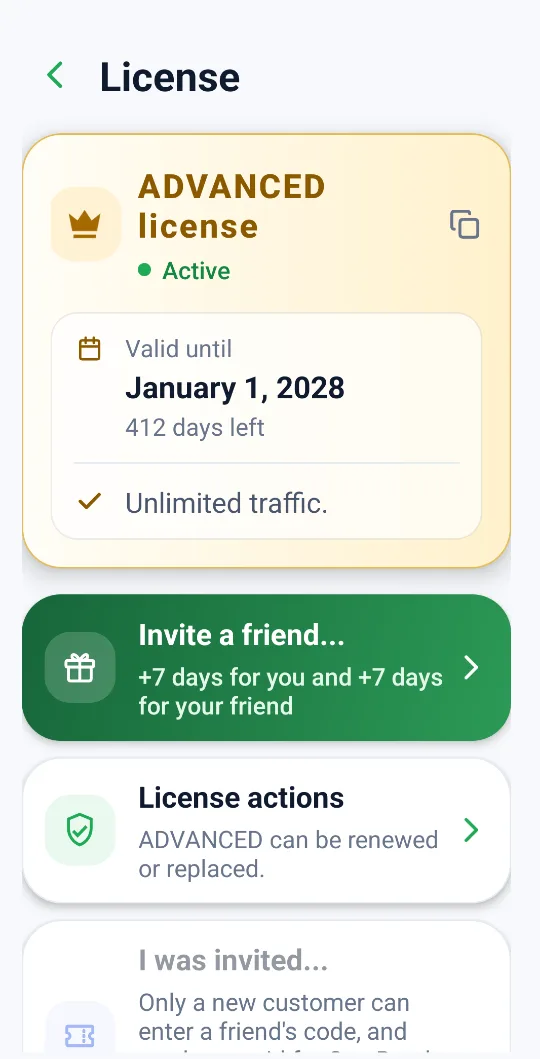 License
ADVANCED
license
Active
Valid until
January 1, 2028
412 days left
Unlimited traffic.
Invite a friend...
+7 days for you and +7 days
for your friend
License actions
ADVANCED can be renewed
or replaced.
I was invited...
Only a new customer can
enter a friend's code, and